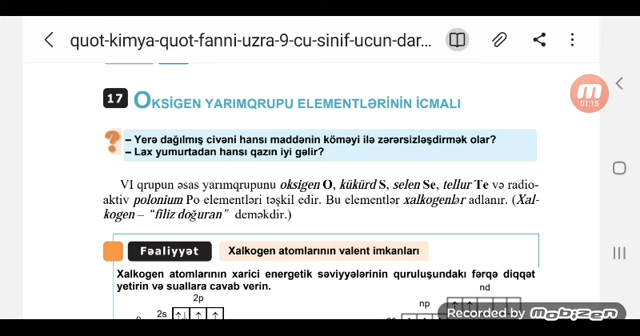 quot-kimya-quot-fanni-uzra-9-cu-sinif-ucun-dar...
01:15
17 OKSİGEN YARIMQRUPU ELEMENTLƏRİNİN İCMALI
– Yerə dağılmış civəni hansı maddənin köməyi ilə zərərsizləşdirmək olar?
– Lax yumurtadan hansı qazın iyi gəlir?
VI qrupun əsas yarımqrupunu oksigen O, kükürd S, selen Se, tellur Te və radio-
aktiv polonium Po elementləri təşkil edir. Bu elementlər xalkogenlər adlanır. (Xal-
kogen – “filiz doğuran” deməkdir.)
Fəaliyyət Xalkogen atomlarının valent imkanları
Xalkogen atomlarının xarici energetik səviyyələrinin quruluşundakı fərqə diqqət
yetirin və suallara cavab verin.
nd
2p
np
2s
Recorded by Mobizen